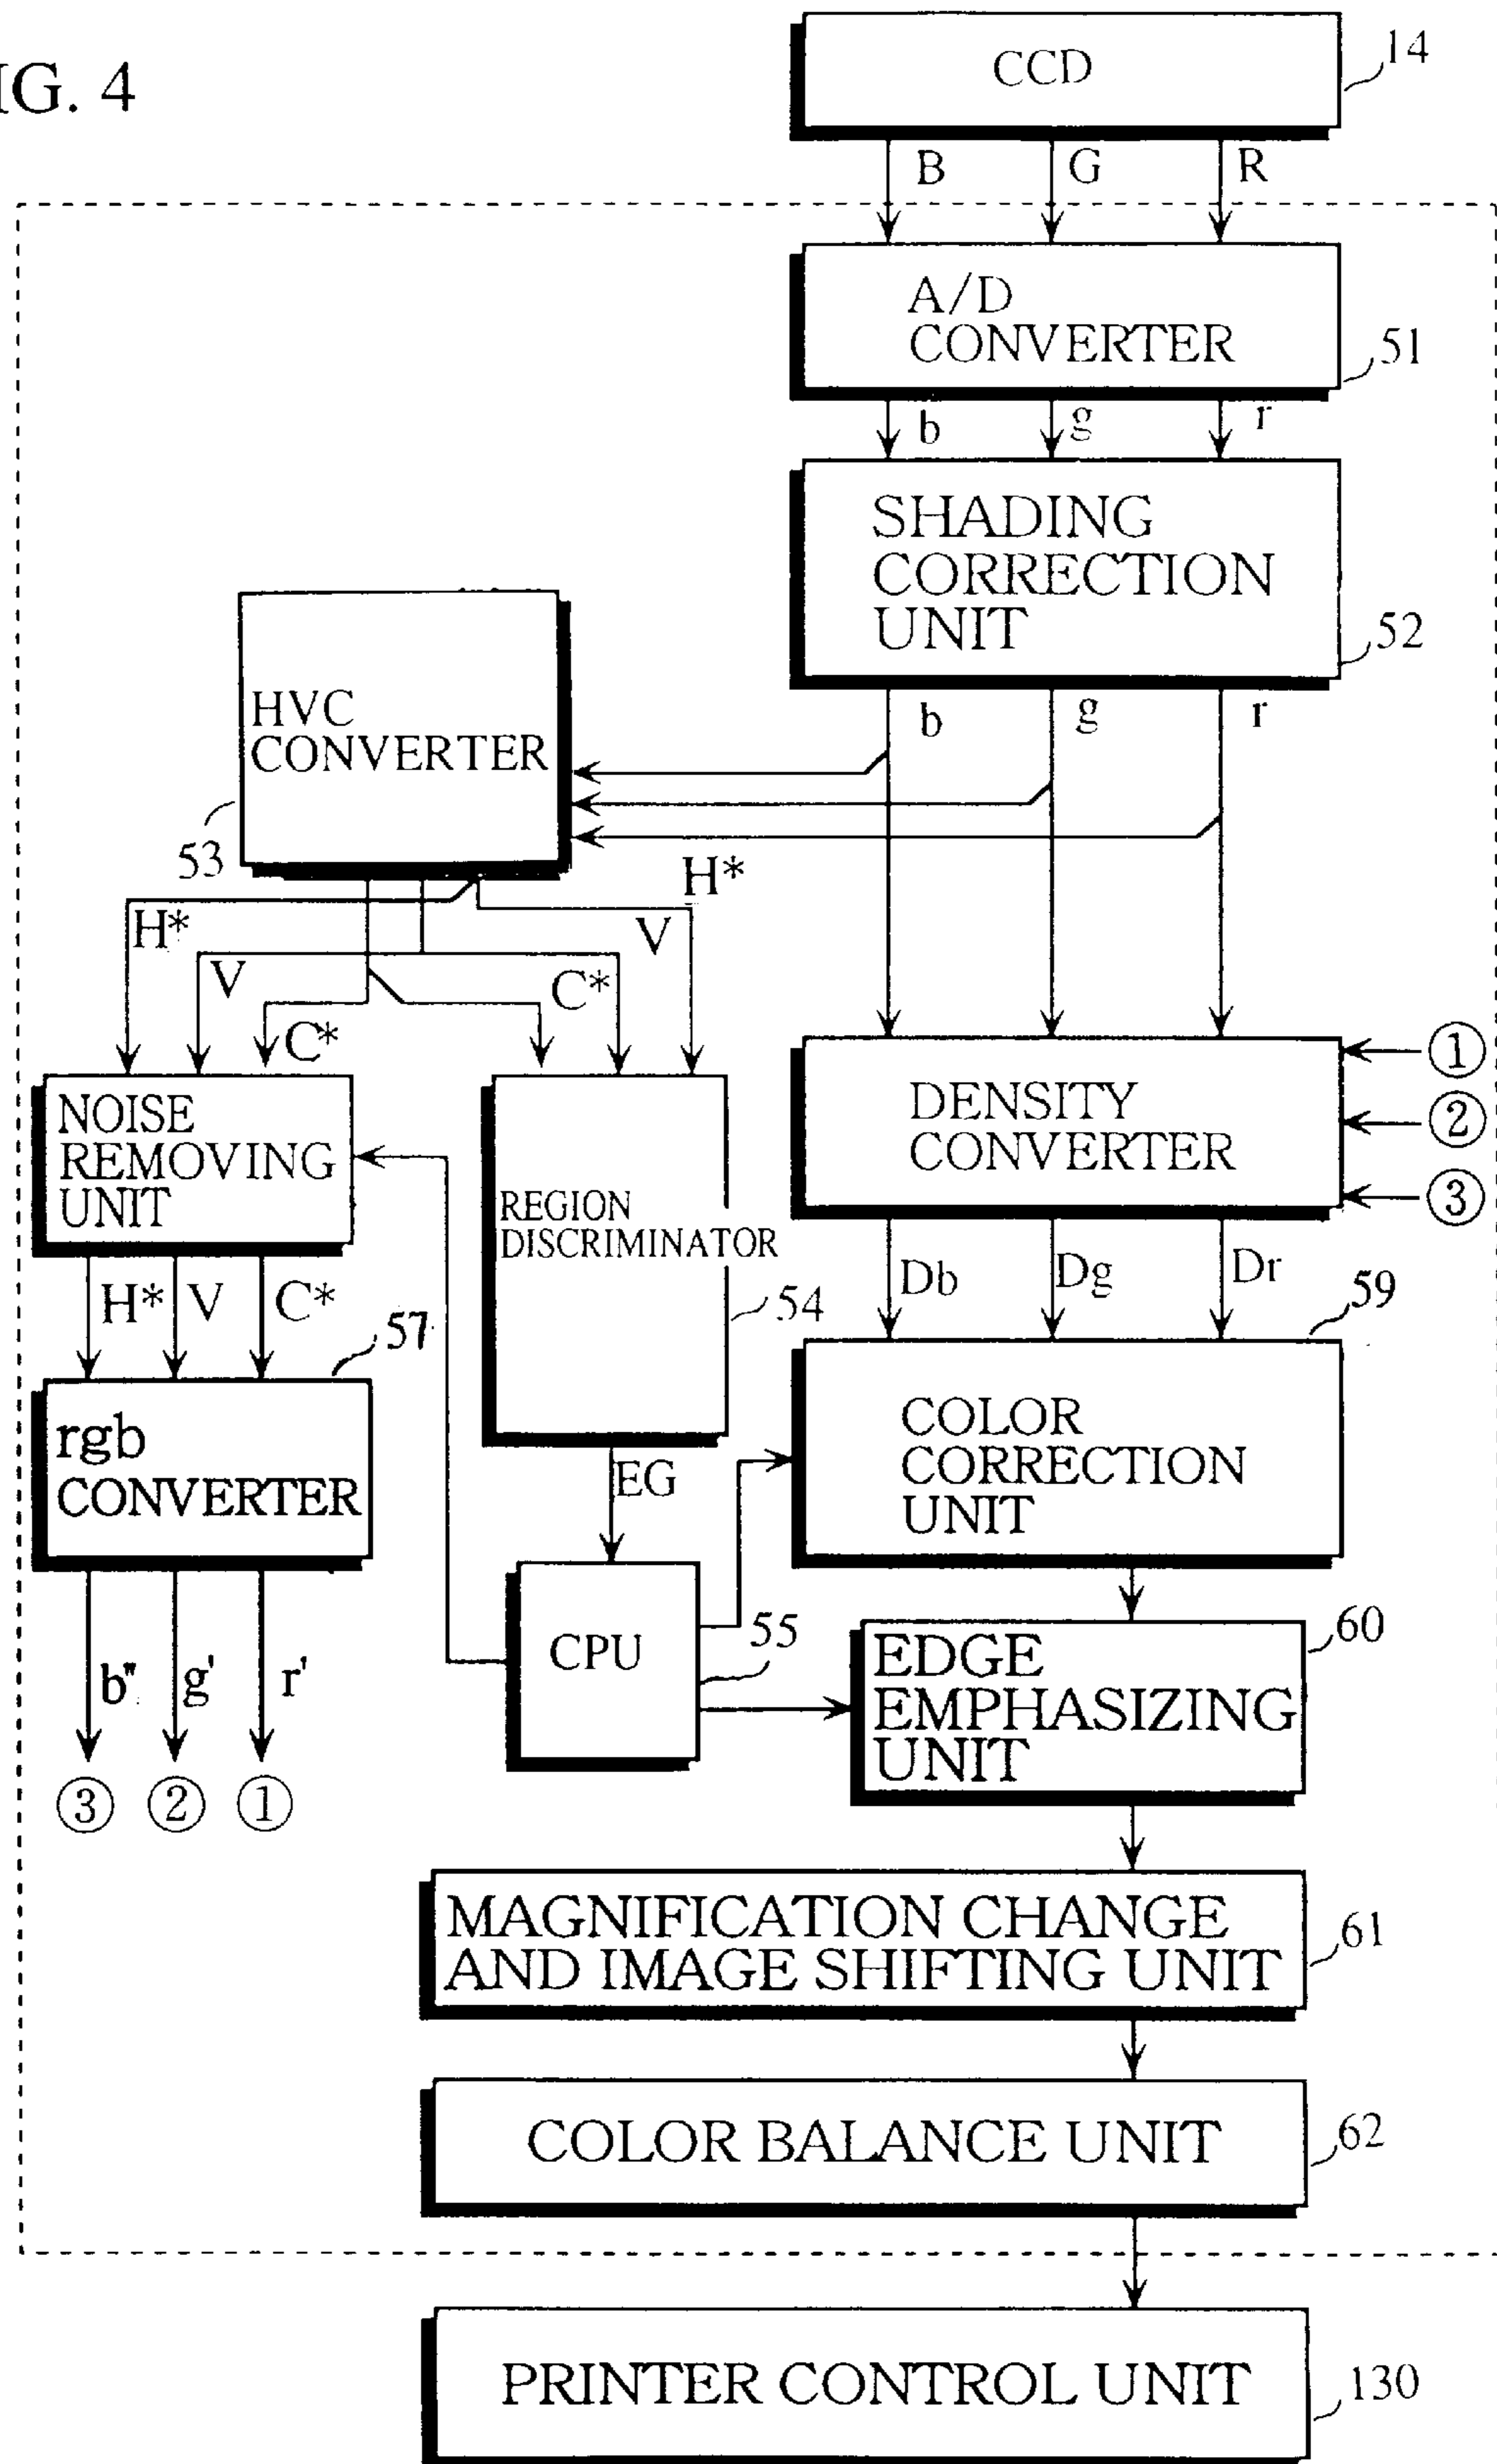 IG. 4
CCD
14
B
G
R
A/D
CONVERTER
51
b
g
r
SHADING
CORRECTION
UNIT
52
b
g
r
HVC
CONVERTER
53
H*
H*
V
V
C*
C*
①
②
③
NOISE
REMOVING
UNIT
REGION
DISCRIMINATOR
54
DENSITY
CONVERTER
Db
Dg
Dr
59
H*
V
C*
57
rgb
CONVERTER
COLOR
CORRECTION
UNIT
EG
CPU
55
EDGE
EMPHASIZING
UNIT
60
b"
g'
r'
③
②
①
MAGNIFICATION CHANGE
AND IMAGE SHIFTING UNIT
61
COLOR BALANCE UNIT
62
PRINTER CONTROL UNIT
130